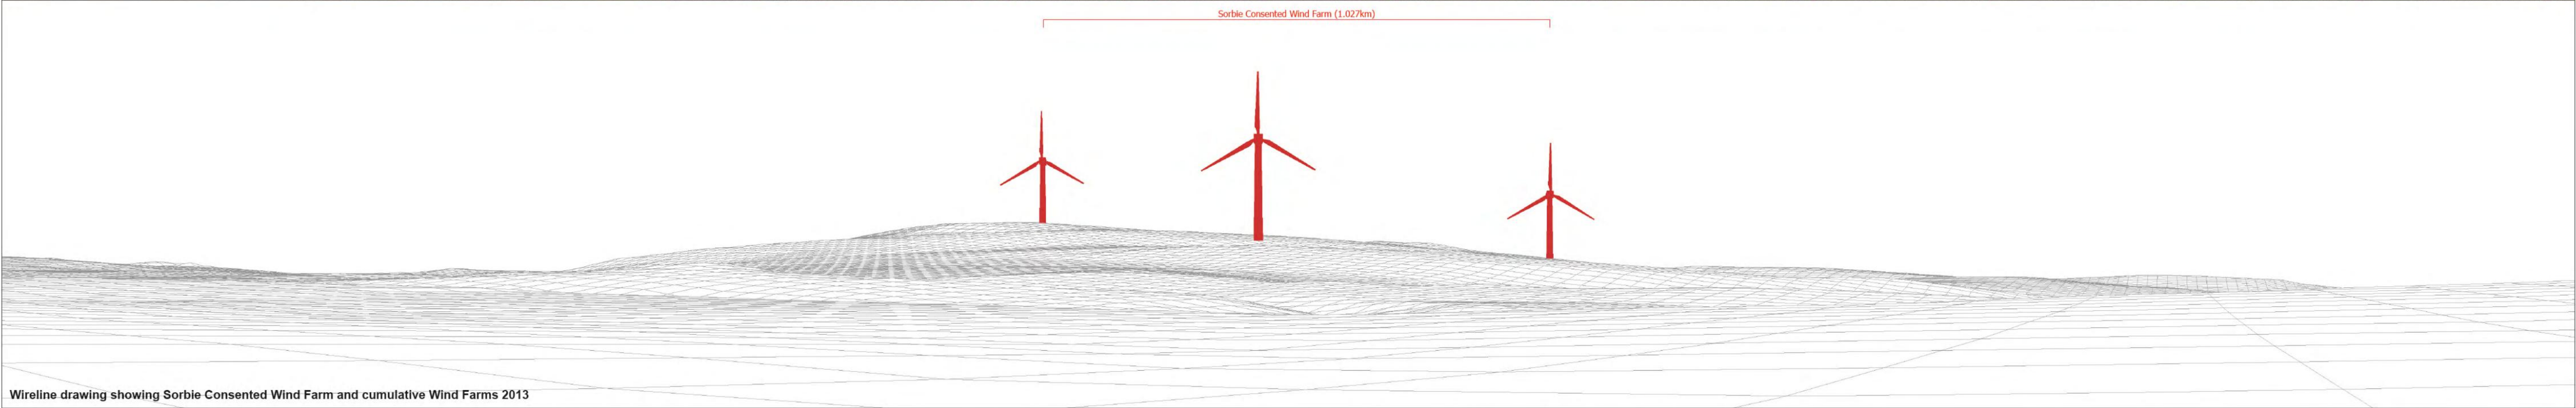 Sorbie Consented Wind Farm (1.027km)
Wireline drawing showing Sorbie Consented Wind Farm and cumulative Wind Farms 2013